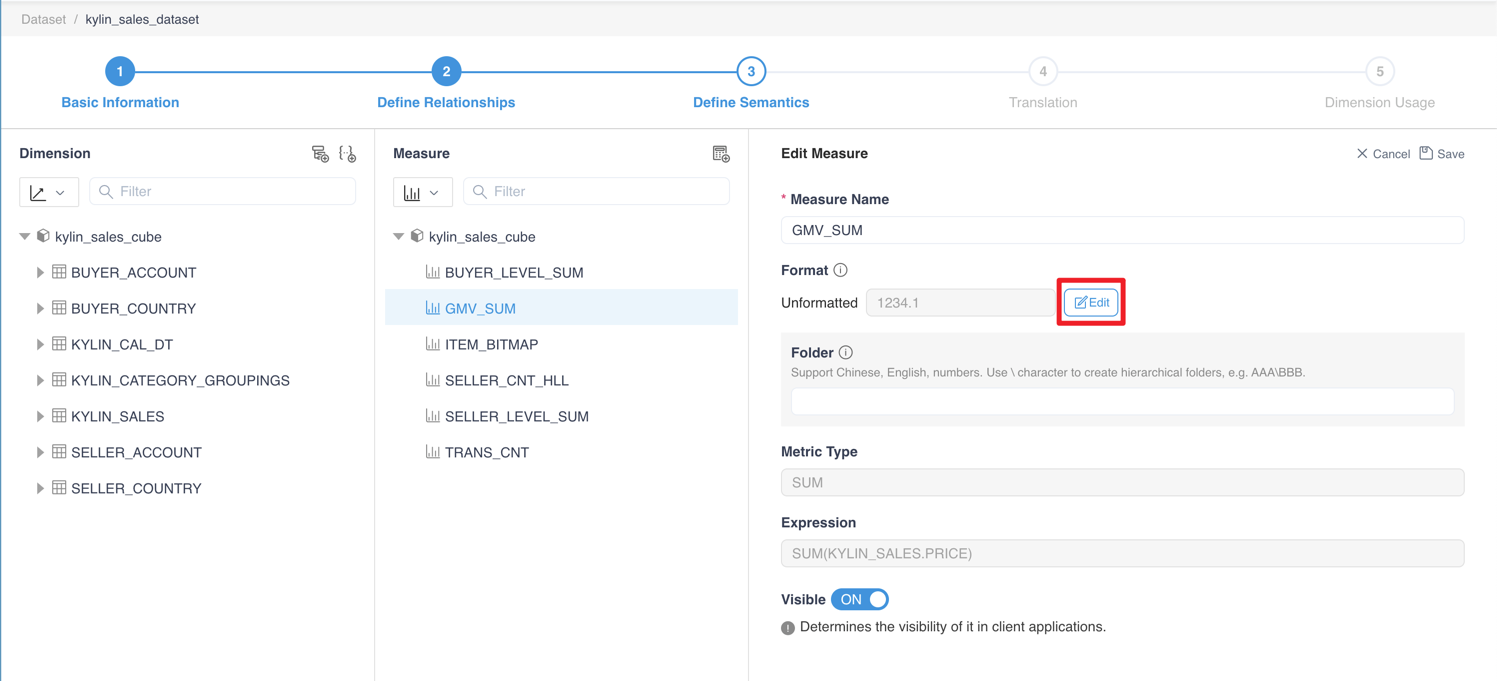 Dataset / kylin_sales_dataset
1 2 3 4 5
Basic Information Define Relationships Define Semantics Translation Dimension Usage
Dimension
Filter
kylin_sales_cube
BUYER_ACCOUNT
BUYER_COUNTRY
KYLIN_CAL_DT
KYLIN_CATEGORY_GROUPINGS
KYLIN_SALES
SELLER_ACCOUNT
SELLER_COUNTRY
Measure
Filter
kylin_sales_cube
BUYER_LEVEL_SUM
GMV_SUM
ITEM_BITMAP
SELLER_CNT_HLL
SELLER_LEVEL_SUM
TRANS_CNT
Edit Measure Cancel Save
* Measure Name
GMV_SUM
Format
Unformatted 1234.1 Edit
Folder
Support Chinese, English, numbers. Use \ character to create hierarchical folders, e.g. AAA\BBB.
Metric Type
SUM
Expression
SUM(KYLIN_SALES.PRICE)
Visible ON
Determines the visibility of it in client applications.